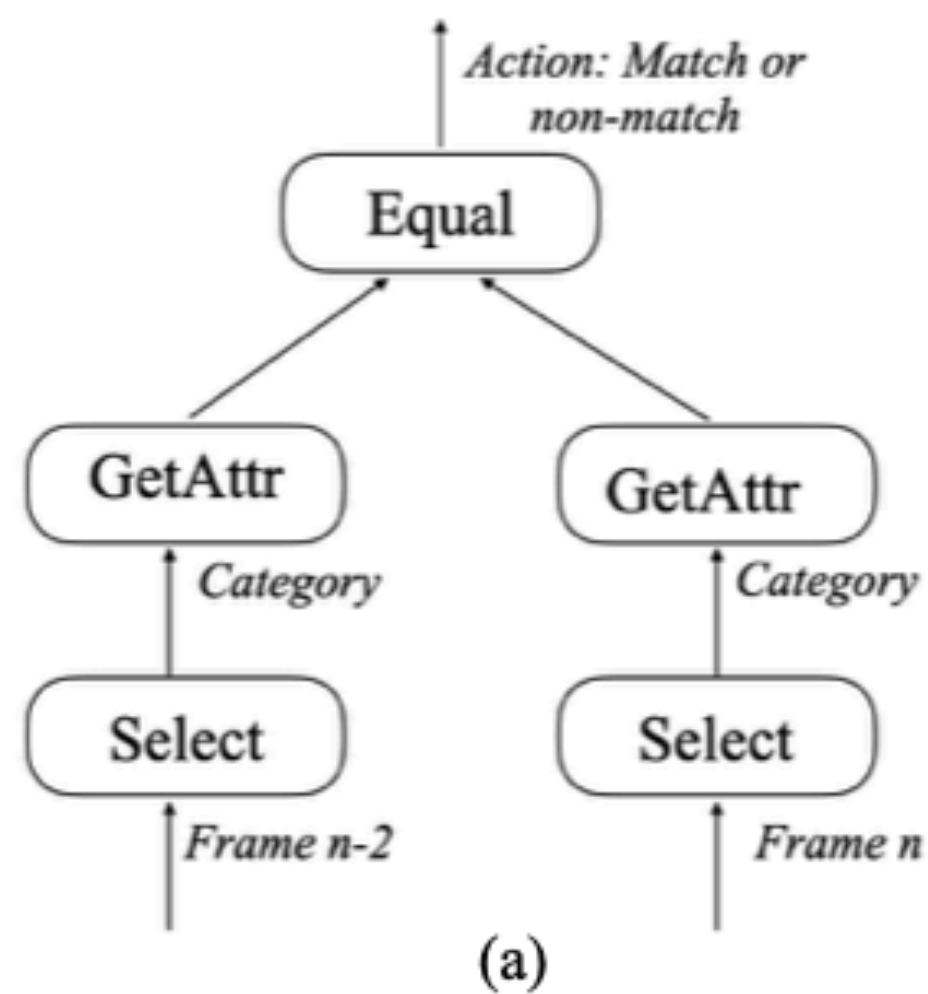 Action: Match or
non-match
Equal
GetAttr
GetAttr
Category
Category
Select
Select
Frame n-2
Frame n
(a)